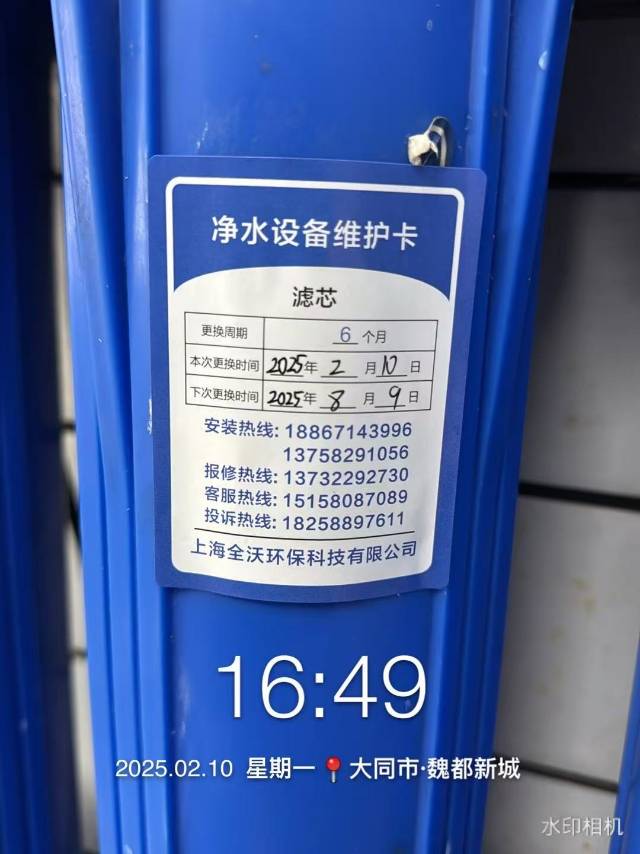 净水设备维护卡
滤芯
更换周期 6 个月
本次更换时间 2025年 2 月 10 日
下次更换时间 2025年 8 月 9 日
安装热线: 18867143996
13758291056
报修热线: 13732292730
客服热线: 15158087089
投诉热线: 18258897611
上海全沃环保科技有限公司
16:49
2025.02.10 星期一 大同市·魏都新城
水印相机